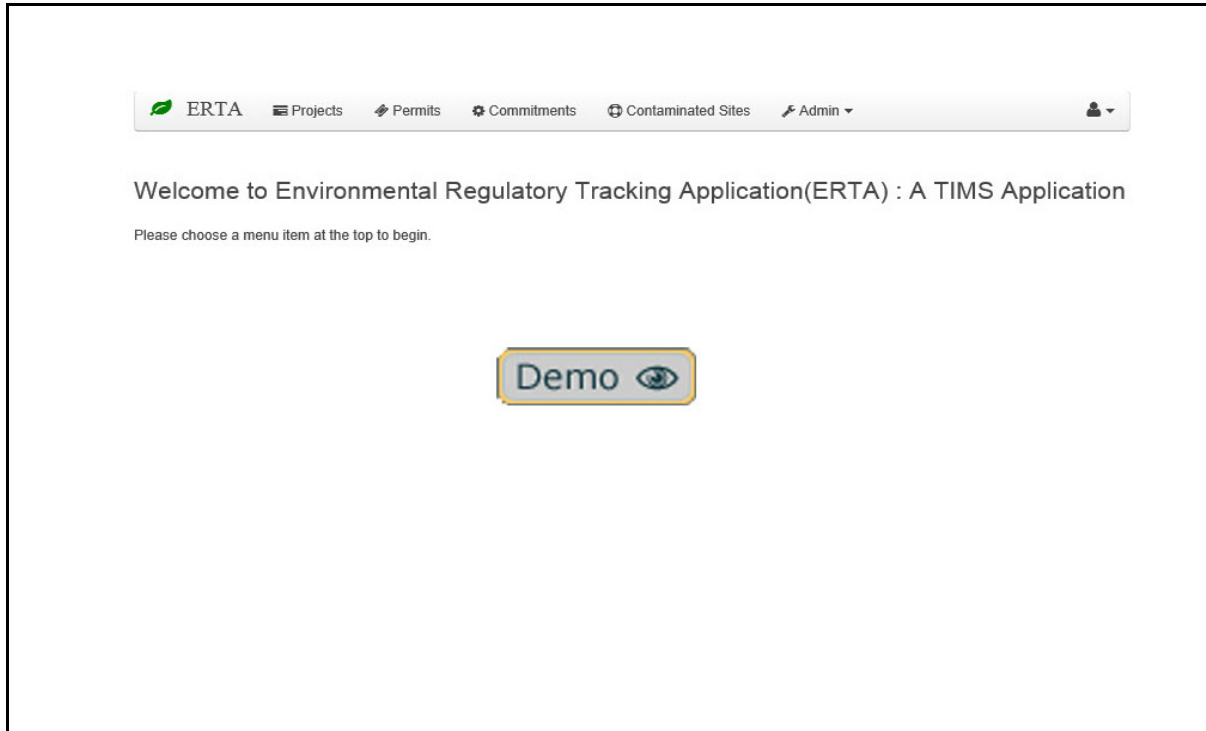 ERTA Projects Permits Commitments Contaminated Sites Admin
Welcome to Environmental Regulatory Tracking Application(ERTA) : A TIMS Application
Please choose a menu item at the top to begin.
Demo